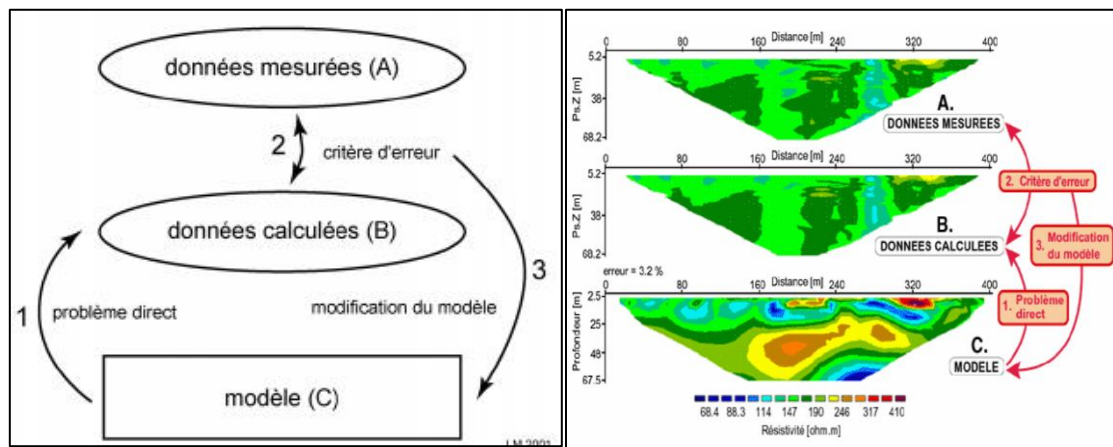 données mesurées (A)
2
critère d'erreur
données calculées (B)
1
problème direct
3
modification du modèle
modèle (C)
LM 2001
Distance [m]
0 80 160 240 320 400
5.2
38
68.2
Ps.Z [m]
A.
DONNEES MESUREES
Distance [m]
0 80 160 240 320 400
5.2
38
68.2
Ps.Z [m]
B.
DONNEES CALCULEES
2. Critère d'erreur
3. Modification
du modèle
1. Problème
direct
erreur = 3.2 %
Distance [m]
0 80 160 240 320 400
2.5
25
48
67.5
Profondeur [m]
C.
MODELE
68.4 88.3 114 147 190 246 317 410
Résistivité [ohm.m]